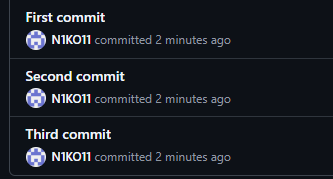 First commit
N1KO11 committed 2 minutes ago
Second commit
N1KO11 committed 2 minutes ago
Third commit
N1KO11 committed 2 minutes ago